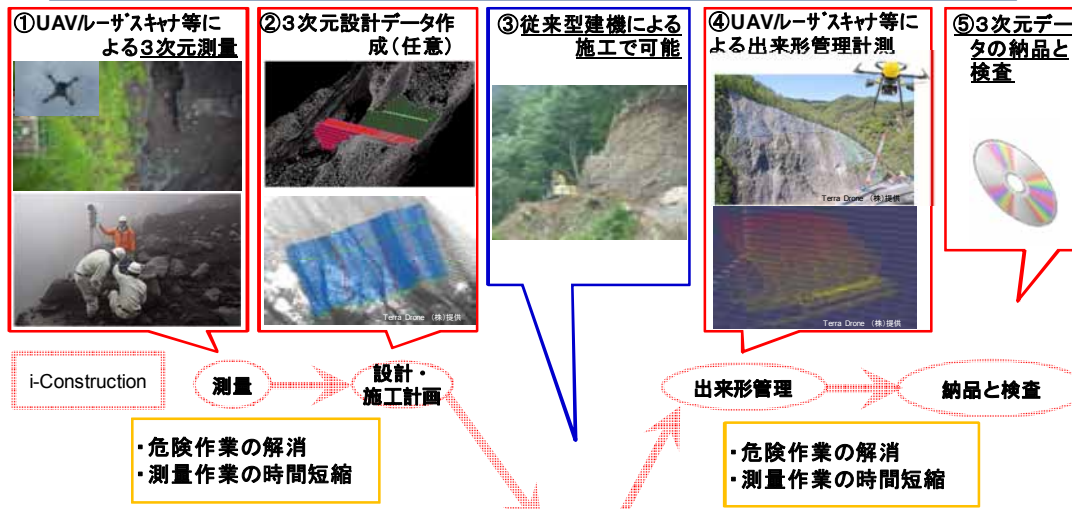 ①UAV/レーザスキャナ等に
よる３次元測量
②３次元設計データ作
成（任意）
Terra Drone （株）提供
③従来型建機による
施工で可能
④UAV/レーザスキャナ等に
よる出来形管理計測
Terra Drone （株）提供
Terra Drone （株）提供
⑤３次元デー
タの納品と
検査
i-Construction
測量
設計・
施工計画
出来形管理
納品と検査
・危険作業の解消
・測量作業の時間短縮
・危険作業の解消
・測量作業の時間短縮